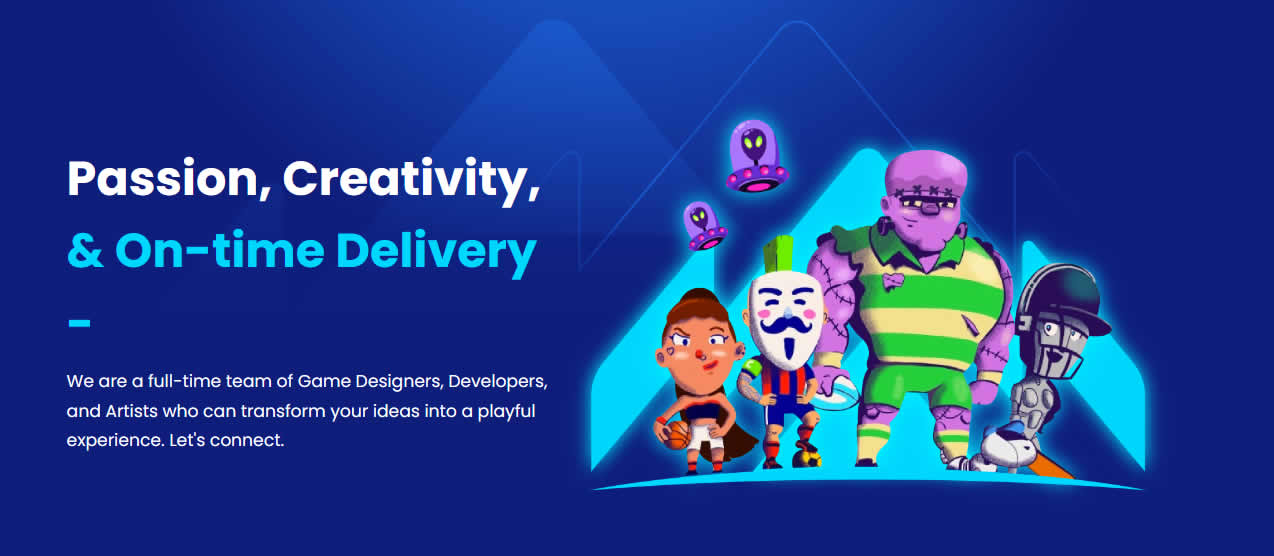 Passion, Creativity,
& On-time Delivery
-
We are a full-time team of Game Designers, Developers,
and Artists who can transform your ideas into a playful
experience. Let's connect.